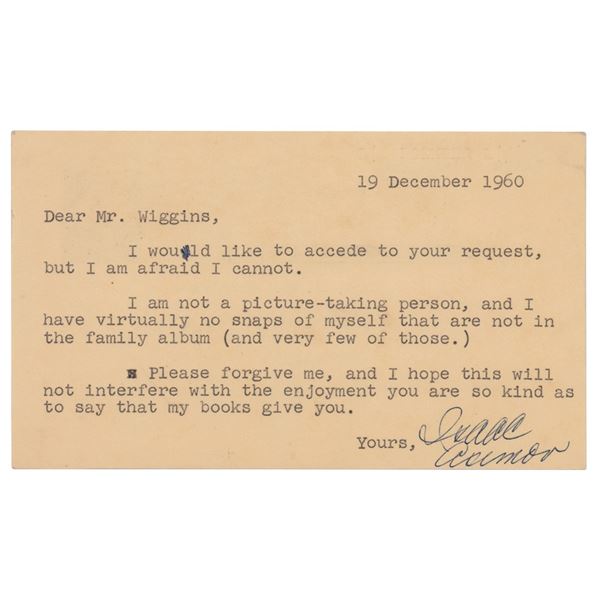 19 December 1960
Dear Mr. Wiggins,
I would like to accede to your request,
but I am afraid I cannot.
I am not a picture-taking person, and I
have virtually no snaps of myself that are not in
the family album (and very few of those.)
Please forgive me, and I hope this will
not interfere with the enjoyment you are so kind as
to say that my books give you.
Yours, Isaac
Asimov